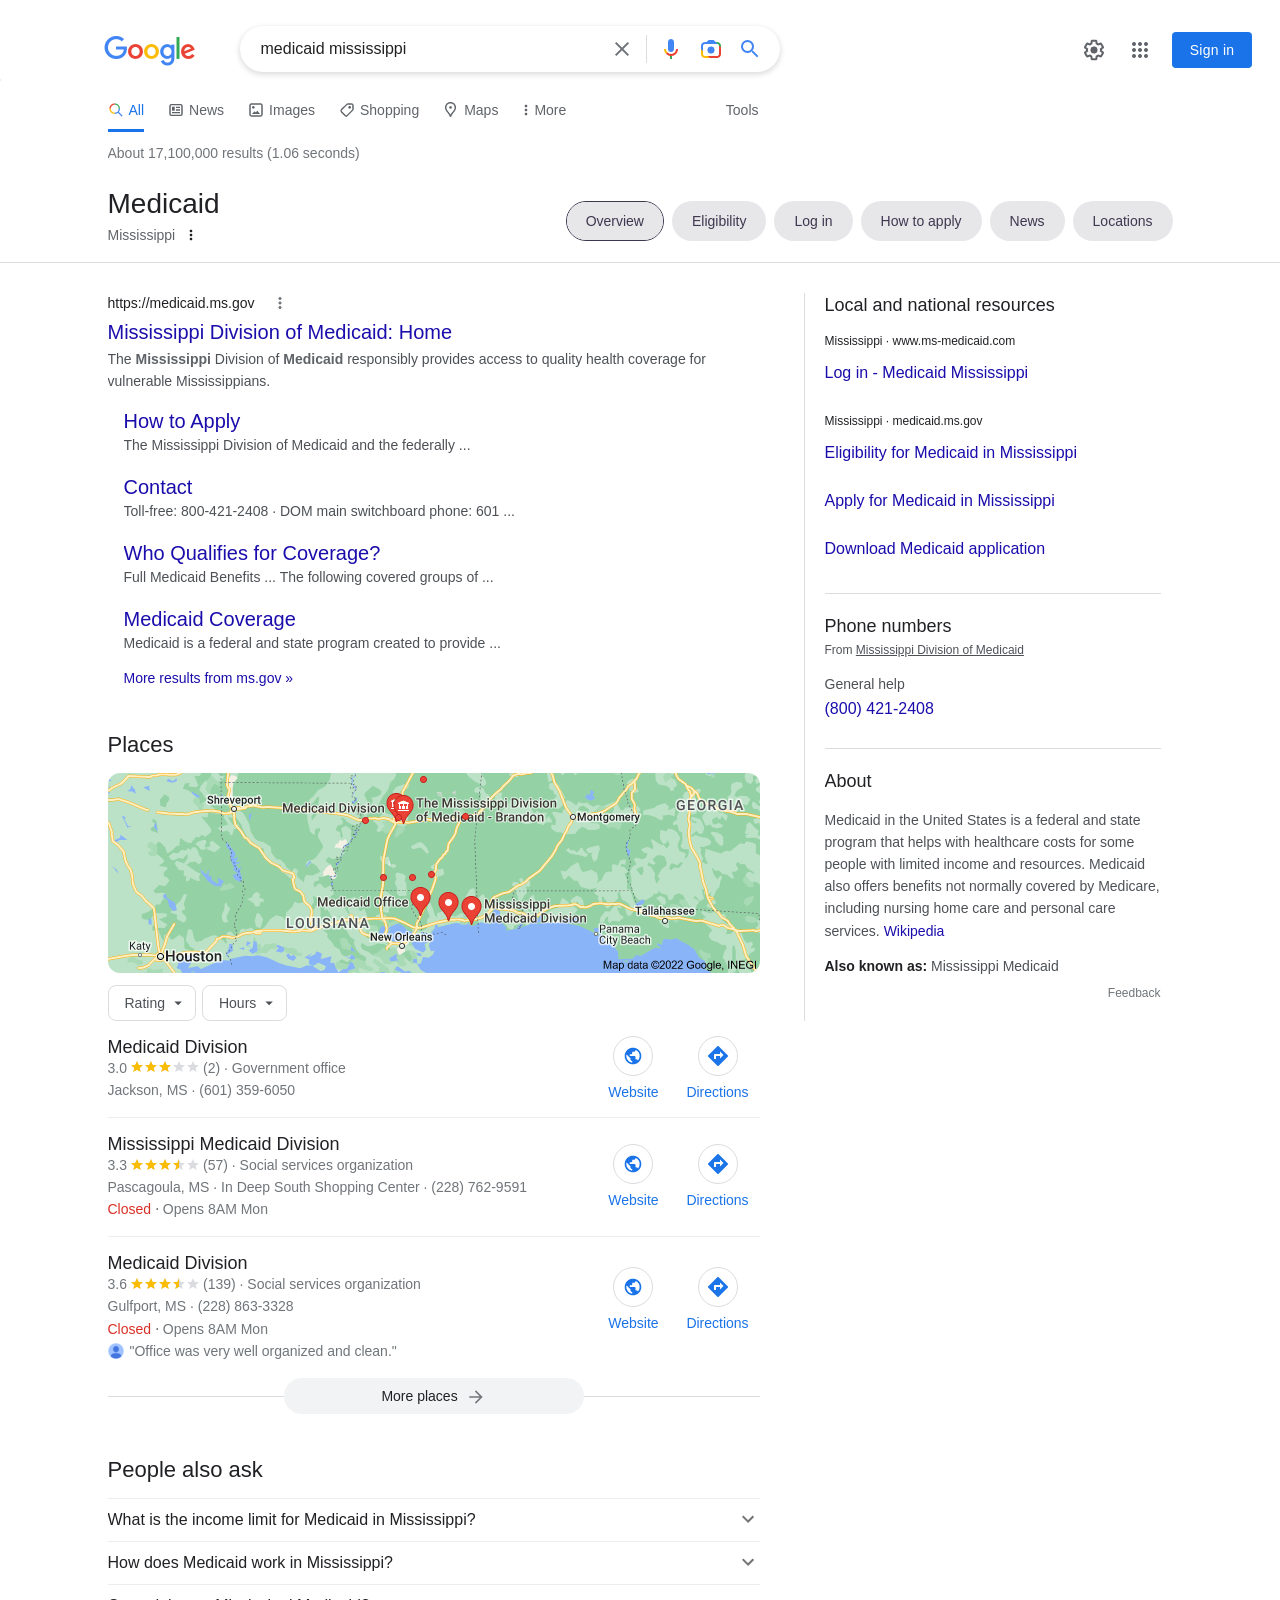 Google
medicaid mississippi
Sign in
All
News
Images
Shopping
Maps
More
Tools
About 17,100,000 results (1.06 seconds)
Medicaid
Mississippi
Overview
Eligibility
Log in
How to apply
News
Locations
https://medicaid.ms.gov
Mississippi Division of Medicaid: Home
The Mississippi Division of Medicaid responsibly provides access to quality health coverage for
vulnerable Mississippians.
How to Apply
The Mississippi Division of Medicaid and the federally ...
Contact
Toll-free: 800-421-2408 · DOM main switchboard phone: 601 ...
Who Qualifies for Coverage?
Full Medicaid Benefits ... The following covered groups of ...
Medicaid Coverage
Medicaid is a federal and state program created to provide ...
More results from ms.gov »
Places
Shreveport
Medicaid Division
The Mississippi Division
of Medicaid - Brandon
Montgomery
GEORGIA
Medicaid Office
Mississippi
Medicaid Division
LOUISIANA
New Orleans
Tallahassee
Panama
City Beach
Katy
Houston
Map data ©2022 Google, INEGI
Rating
Hours
Medicaid Division
3.0 (2) · Government office
Jackson, MS · (601) 359-6050
Website
Directions
Mississippi Medicaid Division
3.3 (57) · Social services organization
Pascagoula, MS · In Deep South Shopping Center · (228) 762-9591
Closed · Opens 8AM Mon
Website
Directions
Medicaid Division
3.6 (139) · Social services organization
Gulfport, MS · (228) 863-3328
Closed · Opens 8AM Mon
"Office was very well organized and clean."
Website
Directions
More places
People also ask
What is the income limit for Medicaid in Mississippi?
How does Medicaid work in Mississippi?
Local and national resources
Mississippi · www.ms-medicaid.com
Log in - Medicaid Mississippi
Mississippi · medicaid.ms.gov
Eligibility for Medicaid in Mississippi
Apply for Medicaid in Mississippi
Download Medicaid application
Phone numbers
From Mississippi Division of Medicaid
General help
(800) 421-2408
About
Medicaid in the United States is a federal and state
program that helps with healthcare costs for some
people with limited income and resources. Medicaid
also offers benefits not normally covered by Medicare,
including nursing home care and personal care
services. Wikipedia
Also known as: Mississippi Medicaid
Feedback